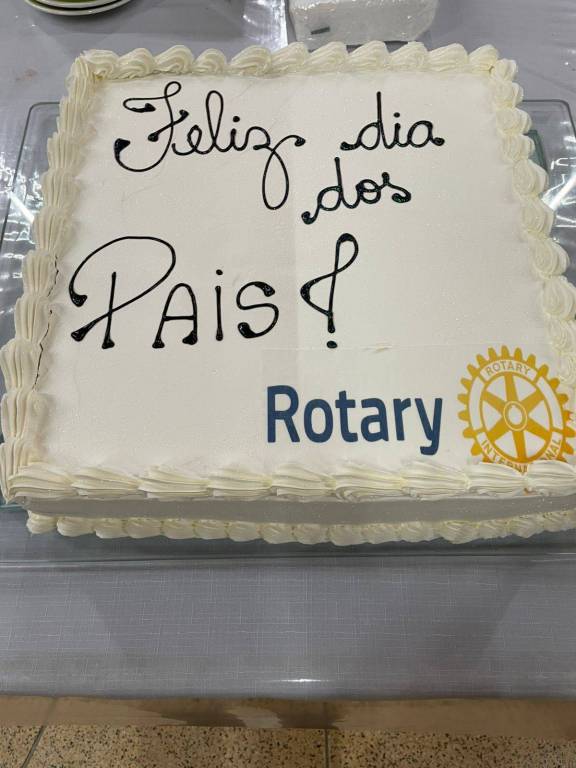 Feliz dia
dos
PAIS!
Rotary
ROTARY
INTERNATIONAL